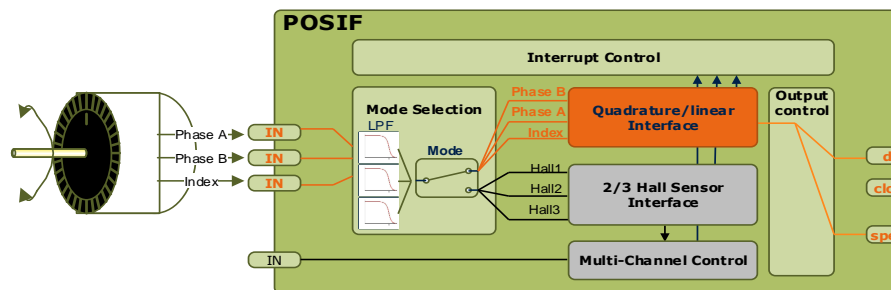 POSIF
Interrupt Control
Mode Selection
LPF
Mode
Phase B
Phase A
Index
Quadrature/linear
Interface
Output
control
Phase A
Phase B
Index
IN
IN
IN
Hall1
Hall2
Hall3
2/3 Hall Sensor
Interface
IN
Multi-Channel Control